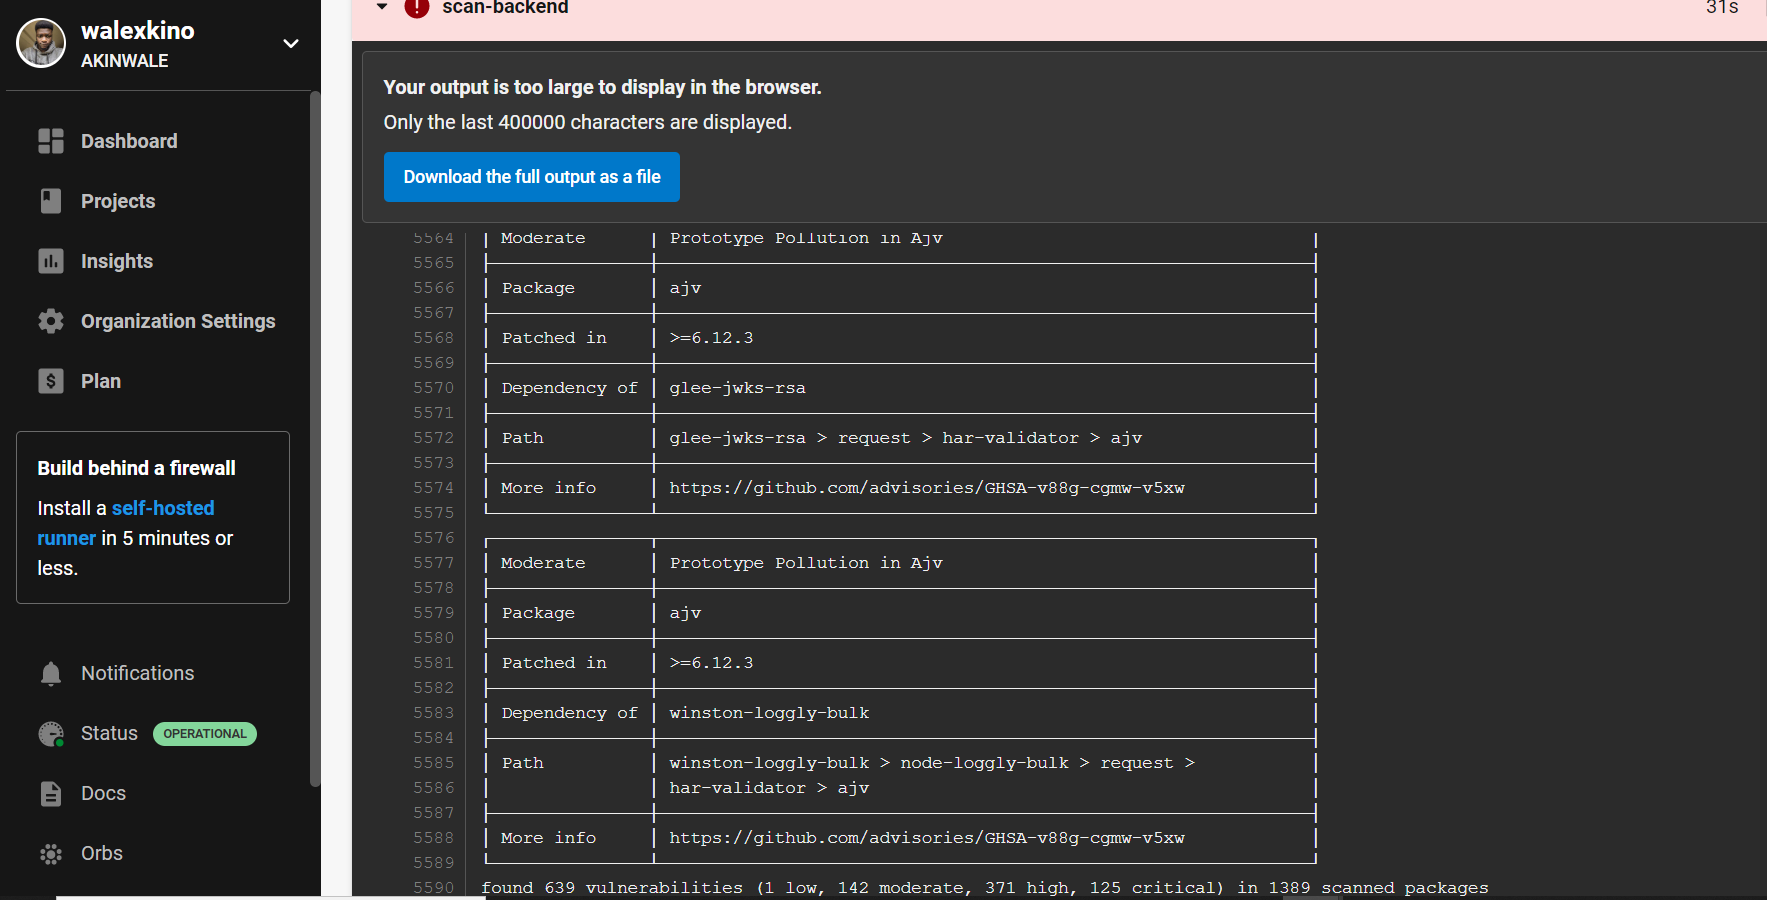 walexkino
AKINWALE
Dashboard
Projects
Insights
Organization Settings
Plan
Build behind a firewall
Install a self-hosted
runner in 5 minutes or
less.
Notifications
Status OPERATIONAL
Docs
Orbs
scan-backend 31s
Your output is too large to display in the browser.
Only the last 400000 characters are displayed.
Download the full output as a file
5564 │ Moderate │ Prototype Pollution in Ajv │
5565
5566 │ Package │ ajv │
5567
5568 │ Patched in │ >=6.12.3 │
5569
5570 │ Dependency of │ glee-jwks-rsa │
5571
5572 │ Path │ glee-jwks-rsa > request > har-validator > ajv │
5573
5574 │ More info │ https://github.com/advisories/GHSA-v88g-cgmw-v5xw │
5575
5576
5577 │ Moderate │ Prototype Pollution in Ajv │
5578
5579 │ Package │ ajv │
5580
5581 │ Patched in │ >=6.12.3 │
5582
5583 │ Dependency of │ winston-loggly-bulk │
5584
5585 │ Path │ winston-loggly-bulk > node-loggly-bulk > request > │
5586 │ │ har-validator > ajv │
5587
5588 │ More info │ https://github.com/advisories/GHSA-v88g-cgmw-v5xw │
5589
5590 found 639 vulnerabilities (1 low, 142 moderate, 371 high, 125 critical) in 1389 scanned packages